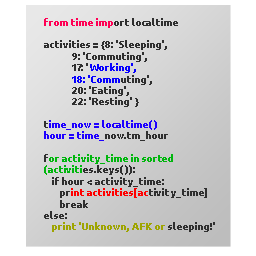 from time import localtime
activities = {8: 'Sleeping',
9: 'Commuting',
17: 'Working',
18: 'Commuting',
20: 'Eating',
22: 'Resting' }
time_now = localtime()
hour = time_now.tm_hour
for activity_time in sorted
(activities.keys()):
if hour < activity_time:
print activities[activity_time]
break
else:
print 'Unknown, AFK or sleeping!'